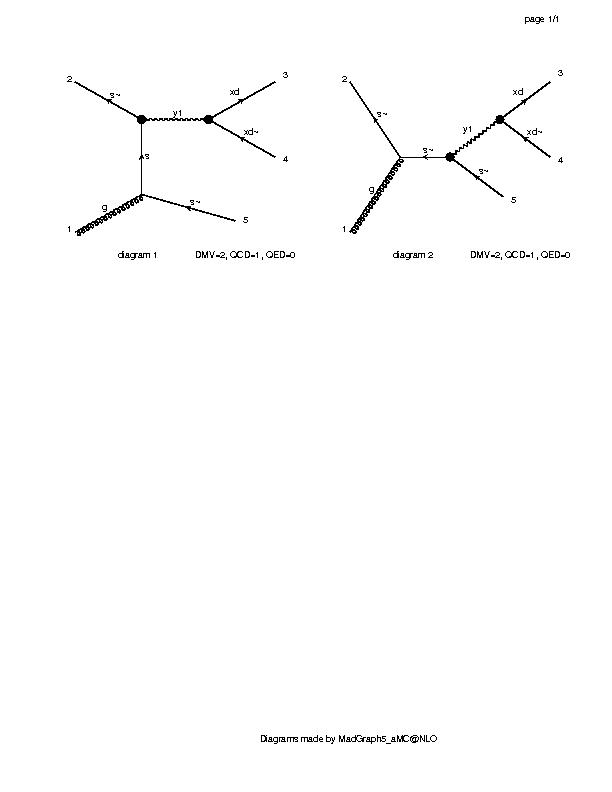 page 1/1
2
s~
y1
xd
3
xd~
4
s
g
1
s~
5
diagram 1
DMV=2, QCD=1, QED=0
2
s~
g
1
s~
y1
xd
3
xd~
4
s~
5
diagram 2
DMV=2, QCD=1, QED=0
Diagrams made by MadGraph5_aMC@NLO